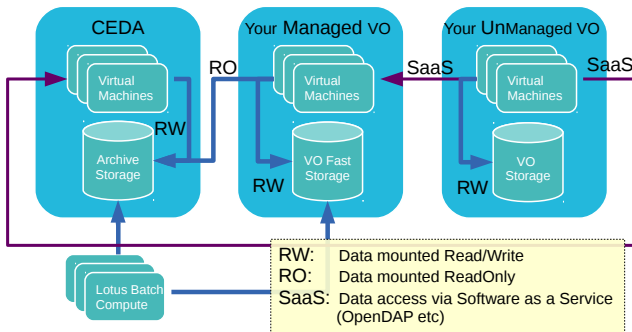 CEDA
Your Managed VO
Your UnManaged VO
Virtual
Machines
RO
Virtual
Machines
SaaS
Virtual
Machines
SaaS
RW
Archive
Storage
RW
VO Fast
Storage
RW
VO
Storage
Lotus Batch
Compute
RW: Data mounted Read/Write
RO: Data mounted ReadOnly
SaaS: Data access via Software as a Service
(OpenDAP etc)